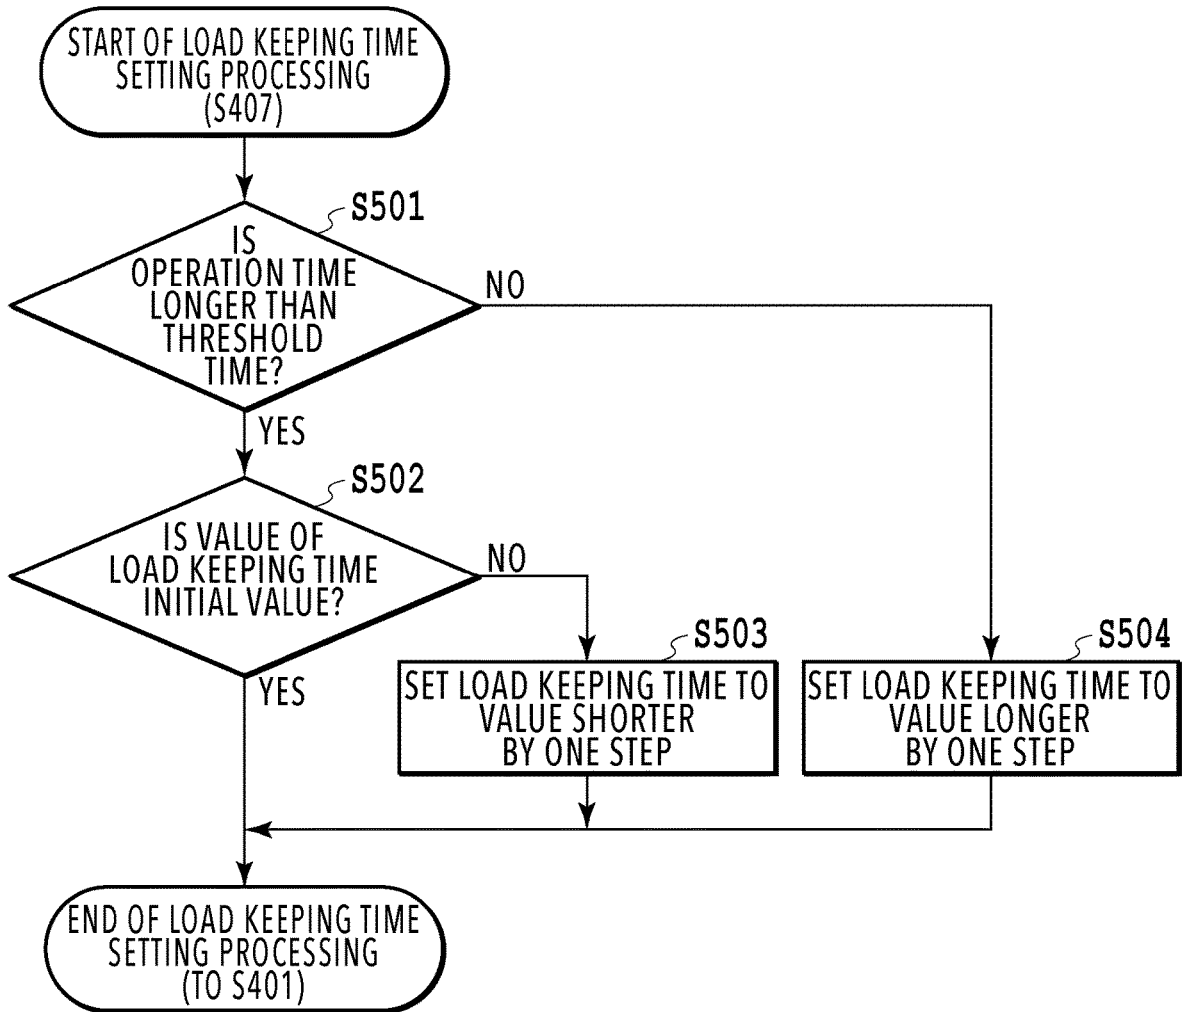 START OF LOAD KEEPING TIME
SETTING PROCESSING
(S407)
S501
IS
OPERATION TIME
LONGER THAN
THRESHOLD
TIME?
NO
YES
S502
IS VALUE OF
LOAD KEEPING TIME
INITIAL VALUE?
NO
YES
S503
SET LOAD KEEPING TIME TO
VALUE SHORTER
BY ONE STEP
S504
SET LOAD KEEPING TIME TO
VALUE LONGER
BY ONE STEP
END OF LOAD KEEPING TIME
SETTING PROCESSING
(TO S401)